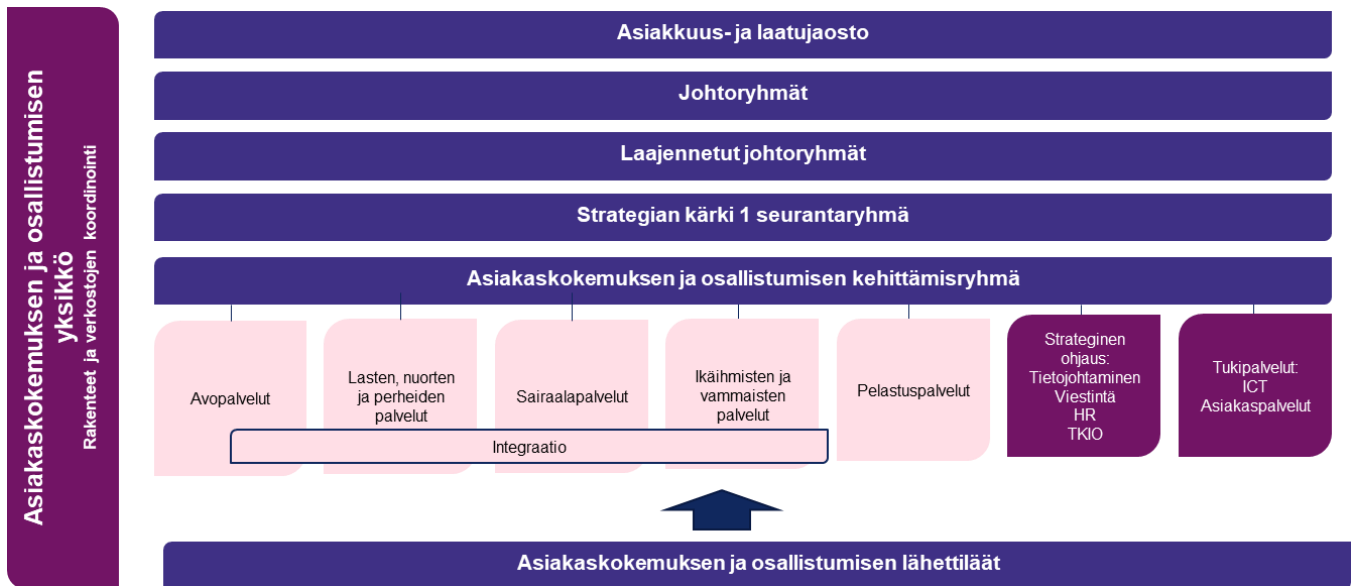 Asiakaskokemuksen ja osallistumisen
yksikkö
Rakenteet ja verkostojen koordinointi
Asiakkuus- ja laatujaosto
Johtoryhmät
Laajennetut johtoryhmät
Strategian kärki 1 seurantaryhmä
Asiakaskokemuksen ja osallistumisen kehittämisryhmä
Avopalvelut
Lasten, nuorten
ja perheiden
palvelut
Sairaalapalvelut
Ikäihmisten ja
vammaisten
palvelut
Pelastuspalvelut
Strateginen
ohjaus:
Tietojohtaminen
Viestintä
HR
TKIO
Tukipalvelut:
ICT
Asiakaspalvelut
Integraatio
Asiakaskokemuksen ja osallistumisen lähettiläät